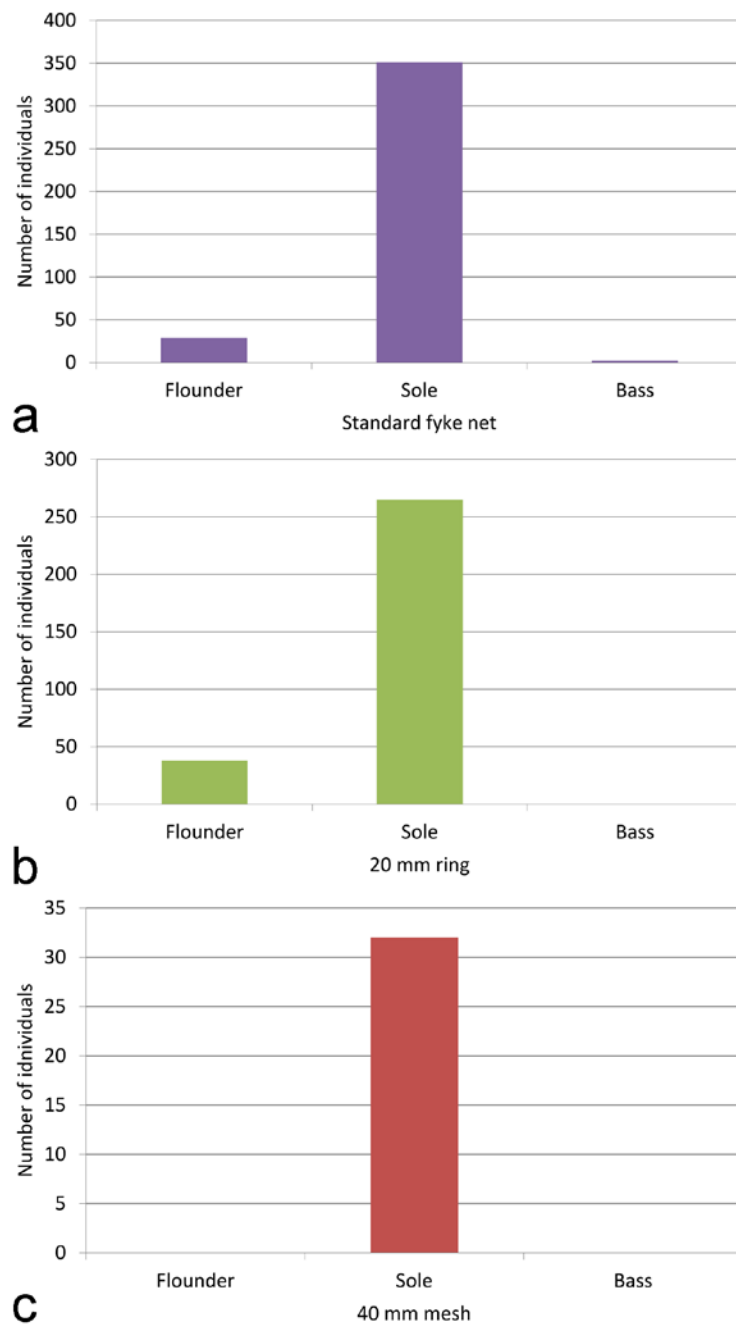 400
350
300
250
200
150
100
50
0
Number of individuals
Flounder Sole Bass
Standard fyke net
a
300
250
200
150
100
50
0
Number of individuals
Flounder Sole Bass
20 mm ring
b
35
30
25
20
15
10
5
0
Number of idnividuals
Flounder Sole Bass
40 mm mesh
c